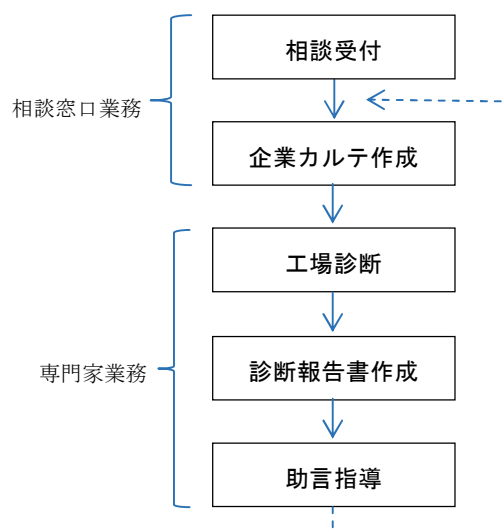 相談受付
相談窓口業務
企業カルテ作成
工場診断
専門家業務
診断報告書作成
助言指導